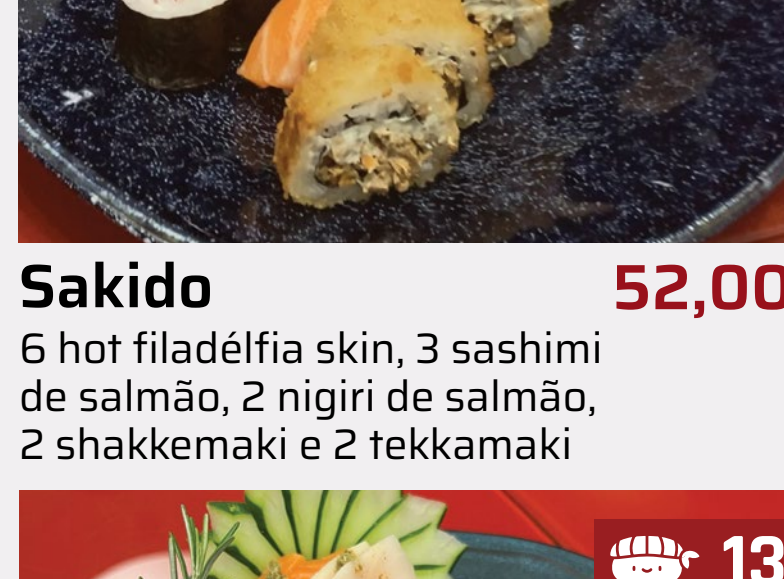 Sakido 52,00
6 hot filadélfia skin, 3 sashimi
de salmão, 2 nigiri de salmão,
2 shakkemaki e 2 tekkamaki
13